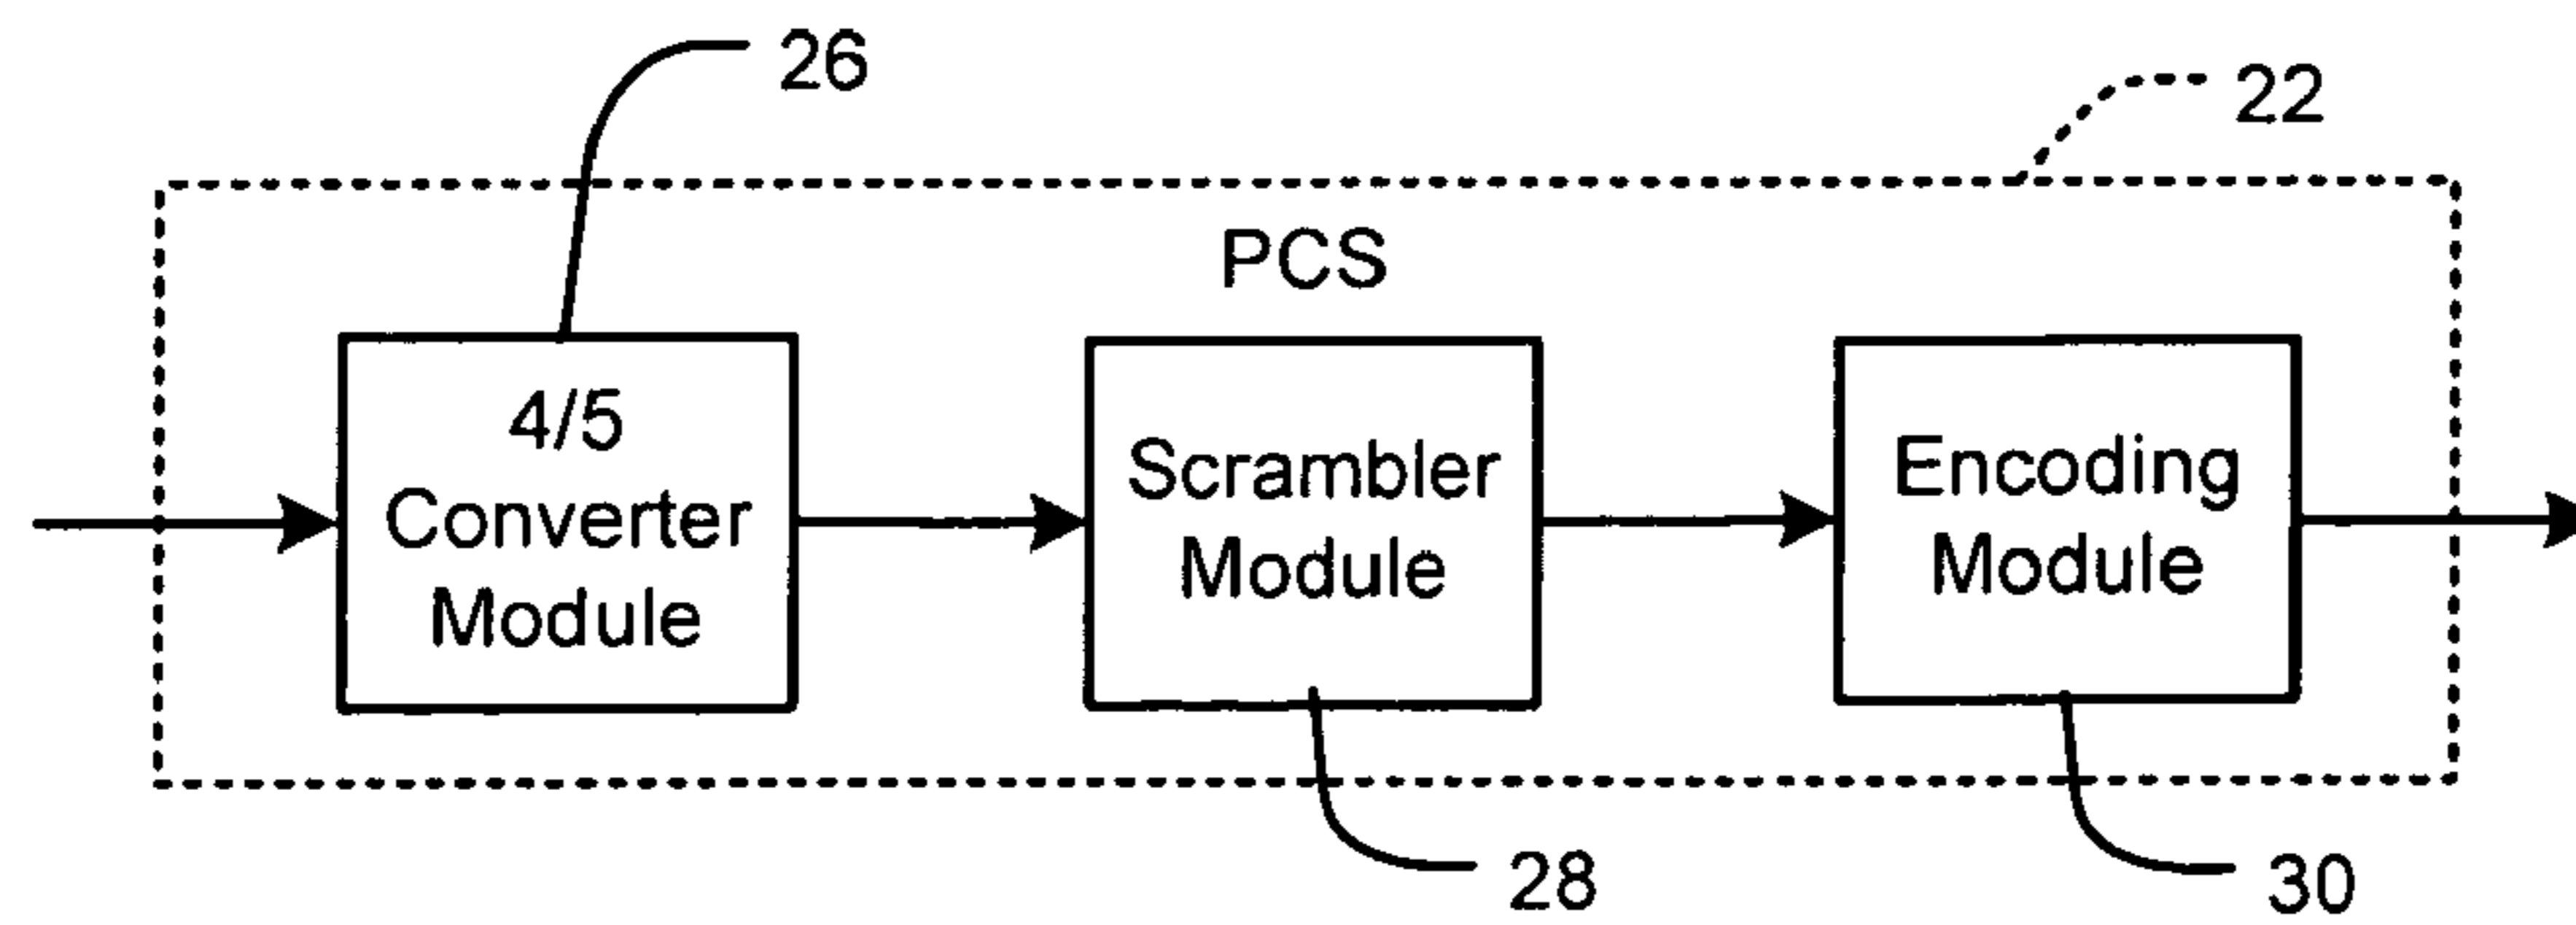 26
22
PCS
4/5
Converter
Module
Scrambler
Module
Encoding
Module
28
30